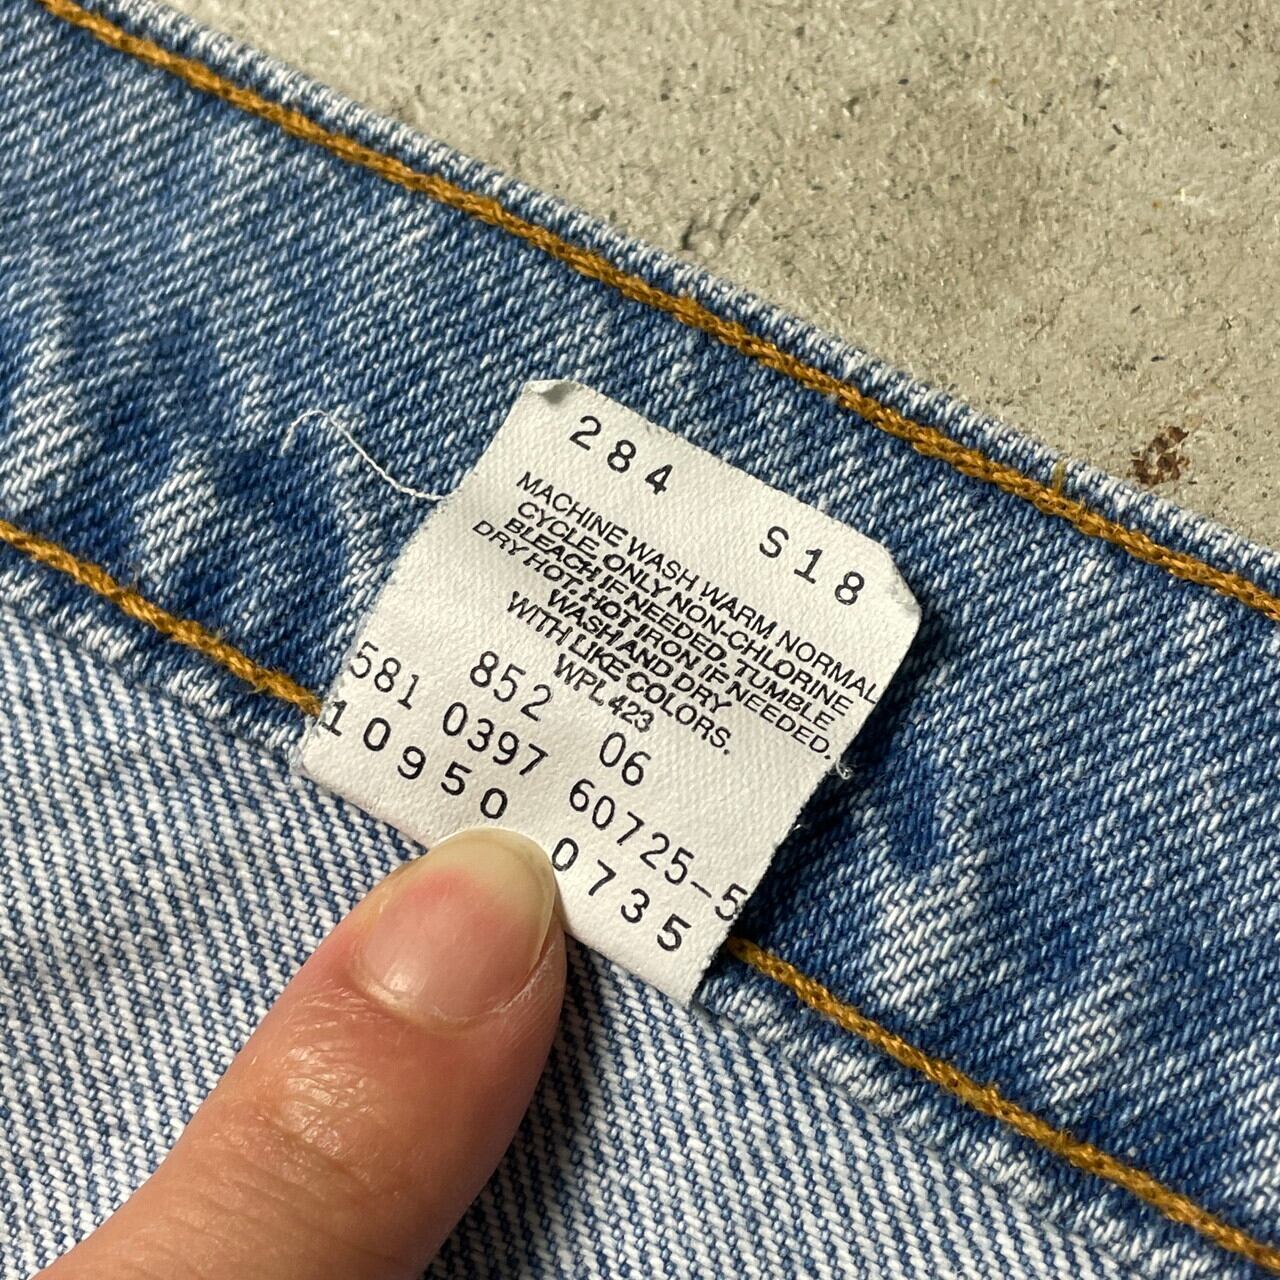 284 S18
MACHINE WASH WARM NORMAL
CYCLE. ONLY NON-CHLORINE
BLEACH IF NEEDED. TUMBLE
DRY HOT. HOT IRON IF NEEDED.
WASH AND DRY
WITH LIKE COLORS.
WPL 423
852 06
581 0397 60725-5
10950 0735